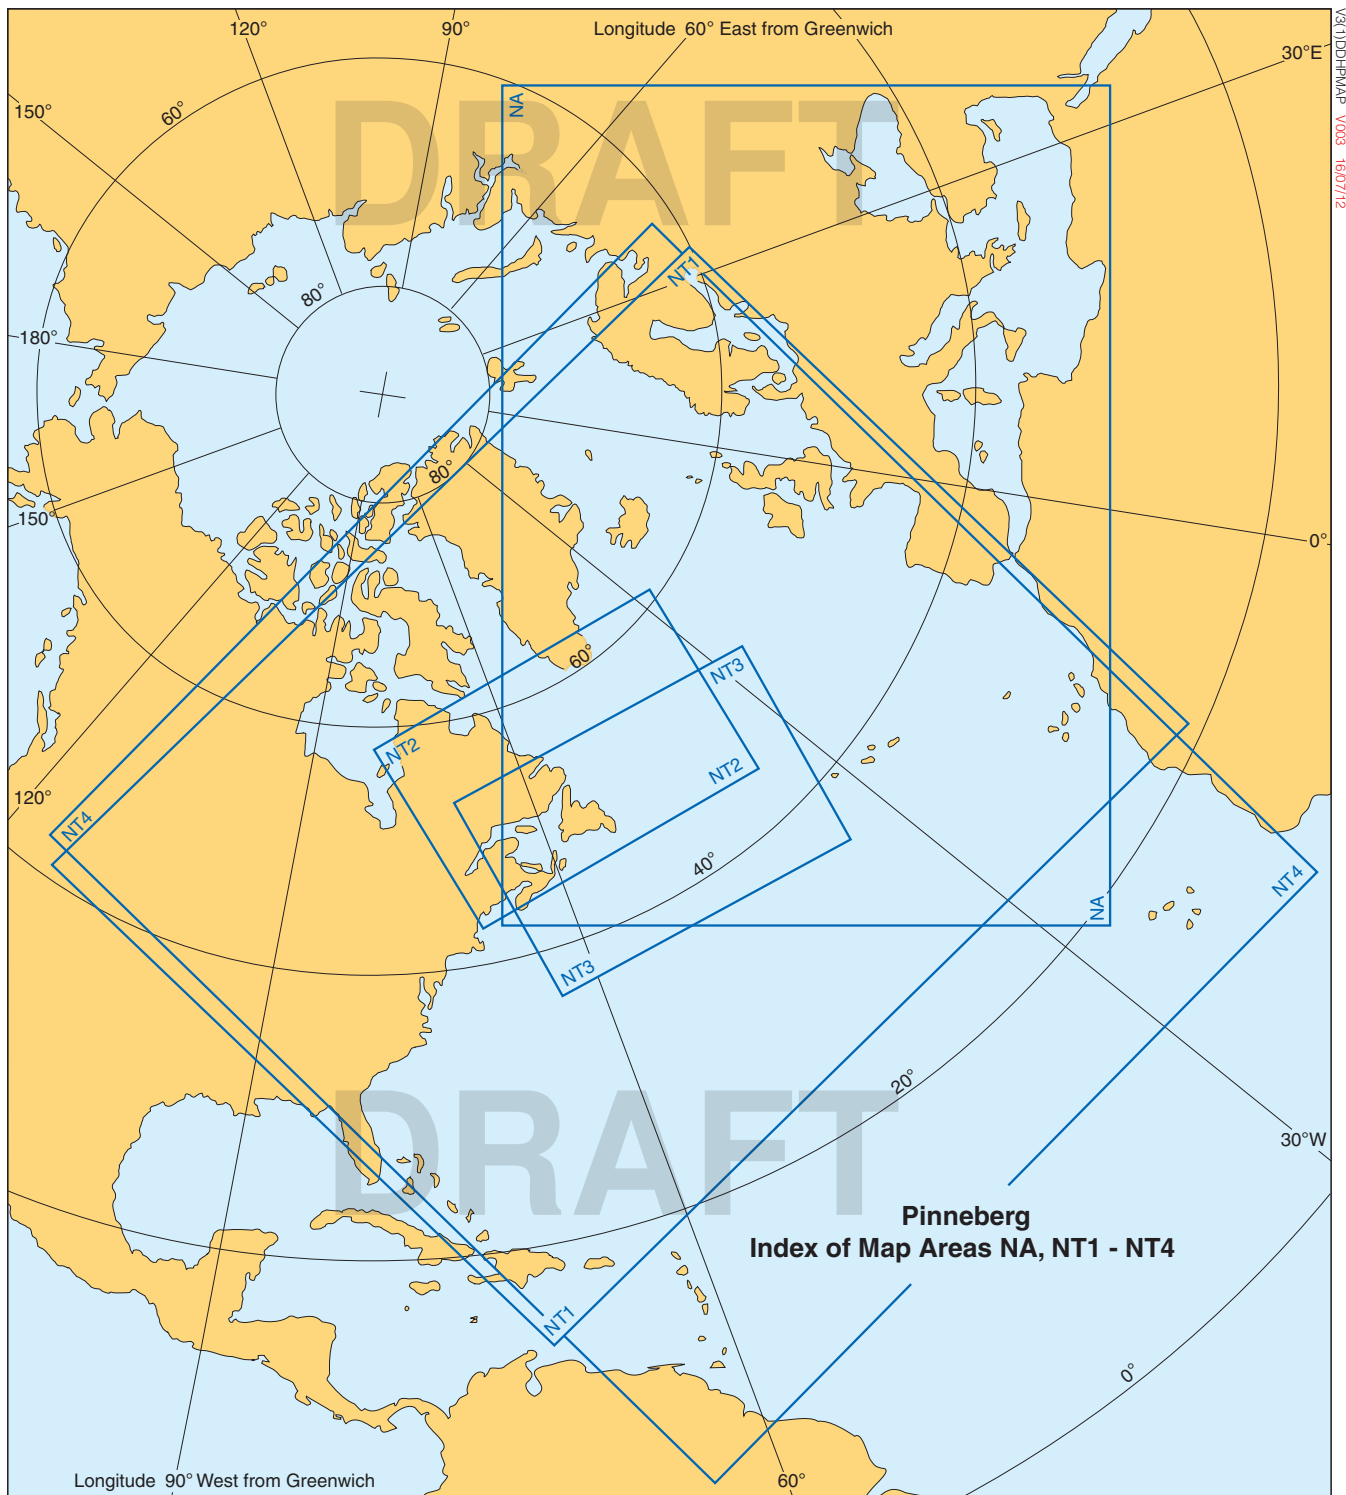 120°
90°
Longitude 60° East from Greenwich
30°E
V3(1)DDHPMAP V003 16/07/12
150°
60°
NA
DRAFT
NT1
80°
180°
80°
150°
0°
60°
NT3
NT2
NT2
120°
NT4
40°
NT4
NA
NT3
20°
DRAFT
30°W
Pinneberg
Index of Map Areas NA, NT1 - NT4
NT1
0°
Longitude 90° West from Greenwich
60°